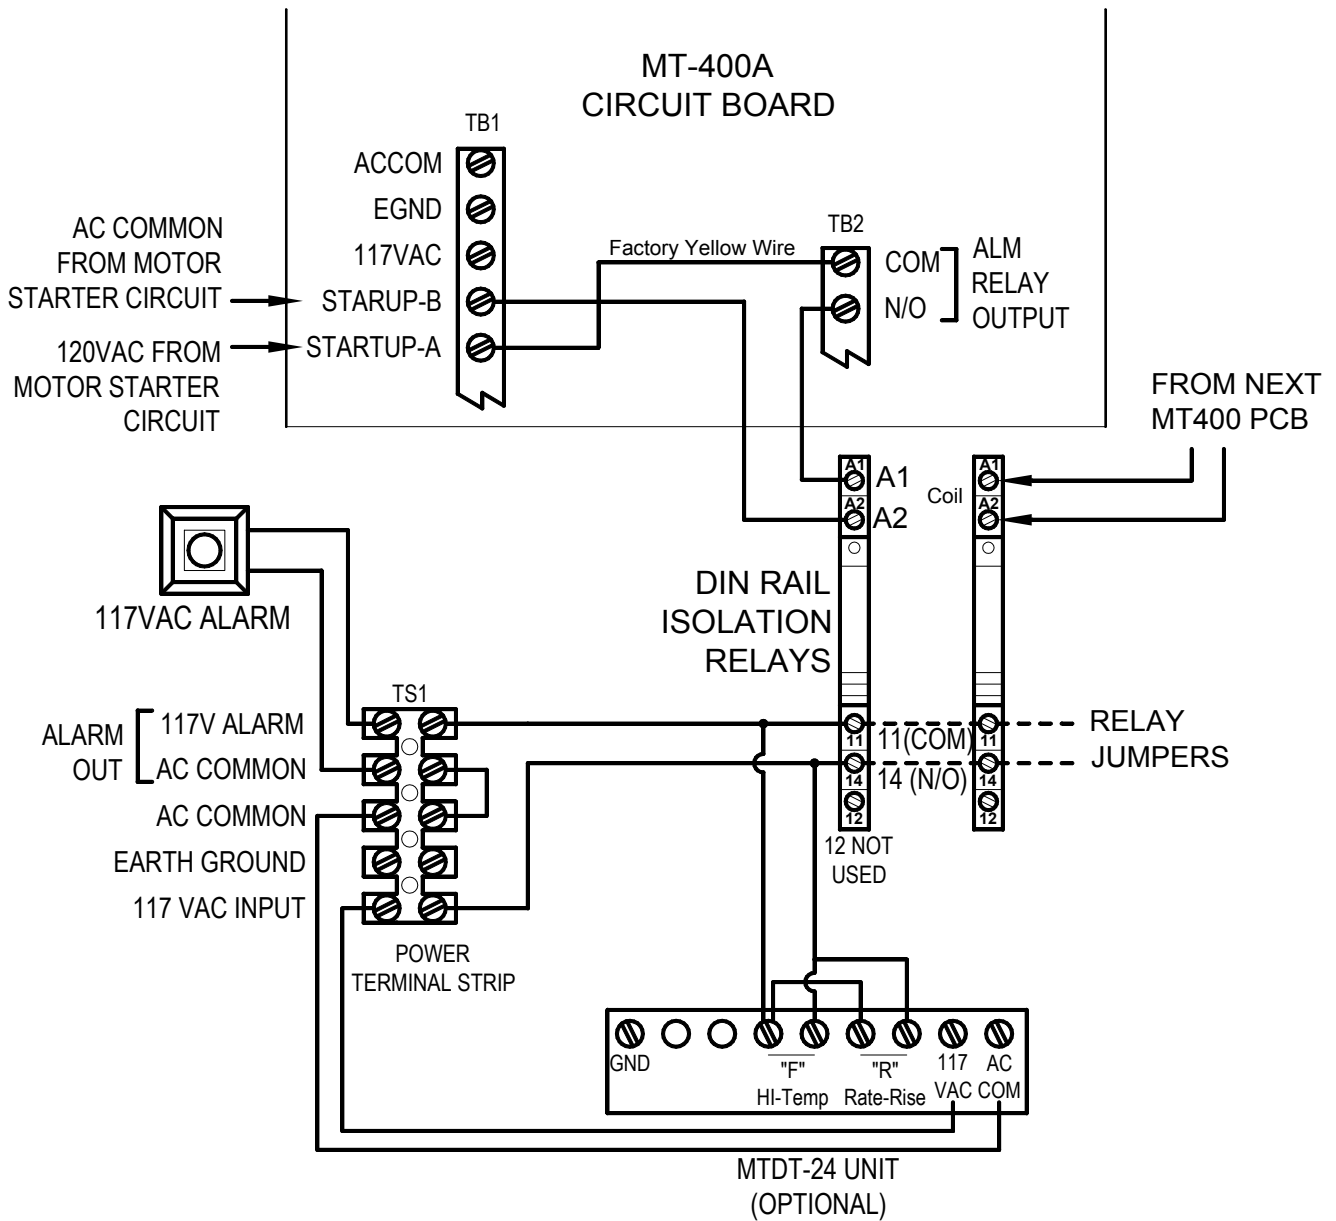 MT-400A
CIRCUIT BOARD
TB1
ACCOM
EGND
117VAC
STARUP-B
STARTUP-A
AC COMMON
FROM MOTOR
STARTER CIRCUIT
120VAC FROM
MOTOR STARTER
CIRCUIT
Factory Yellow Wire
TB2
COM
N/O
ALM
RELAY
OUTPUT
FROM NEXT
MT400 PCB
A1
A1
A2
A2
Coil
A1
A2
117VAC ALARM
DIN RAIL
ISOLATION
RELAYS
TS1
ALARM
OUT
117V ALARM
AC COMMON
AC COMMON
EARTH GROUND
117 VAC INPUT
POWER
TERMINAL STRIP
11
11(COM)
11
14
14 (N/O)
14
12
12
RELAY
JUMPERS
12 NOT
USED
GND
"F"
HI-Temp
"R"
Rate-Rise
117
VAC
AC
COM
MTDT-24 UNIT
(OPTIONAL)